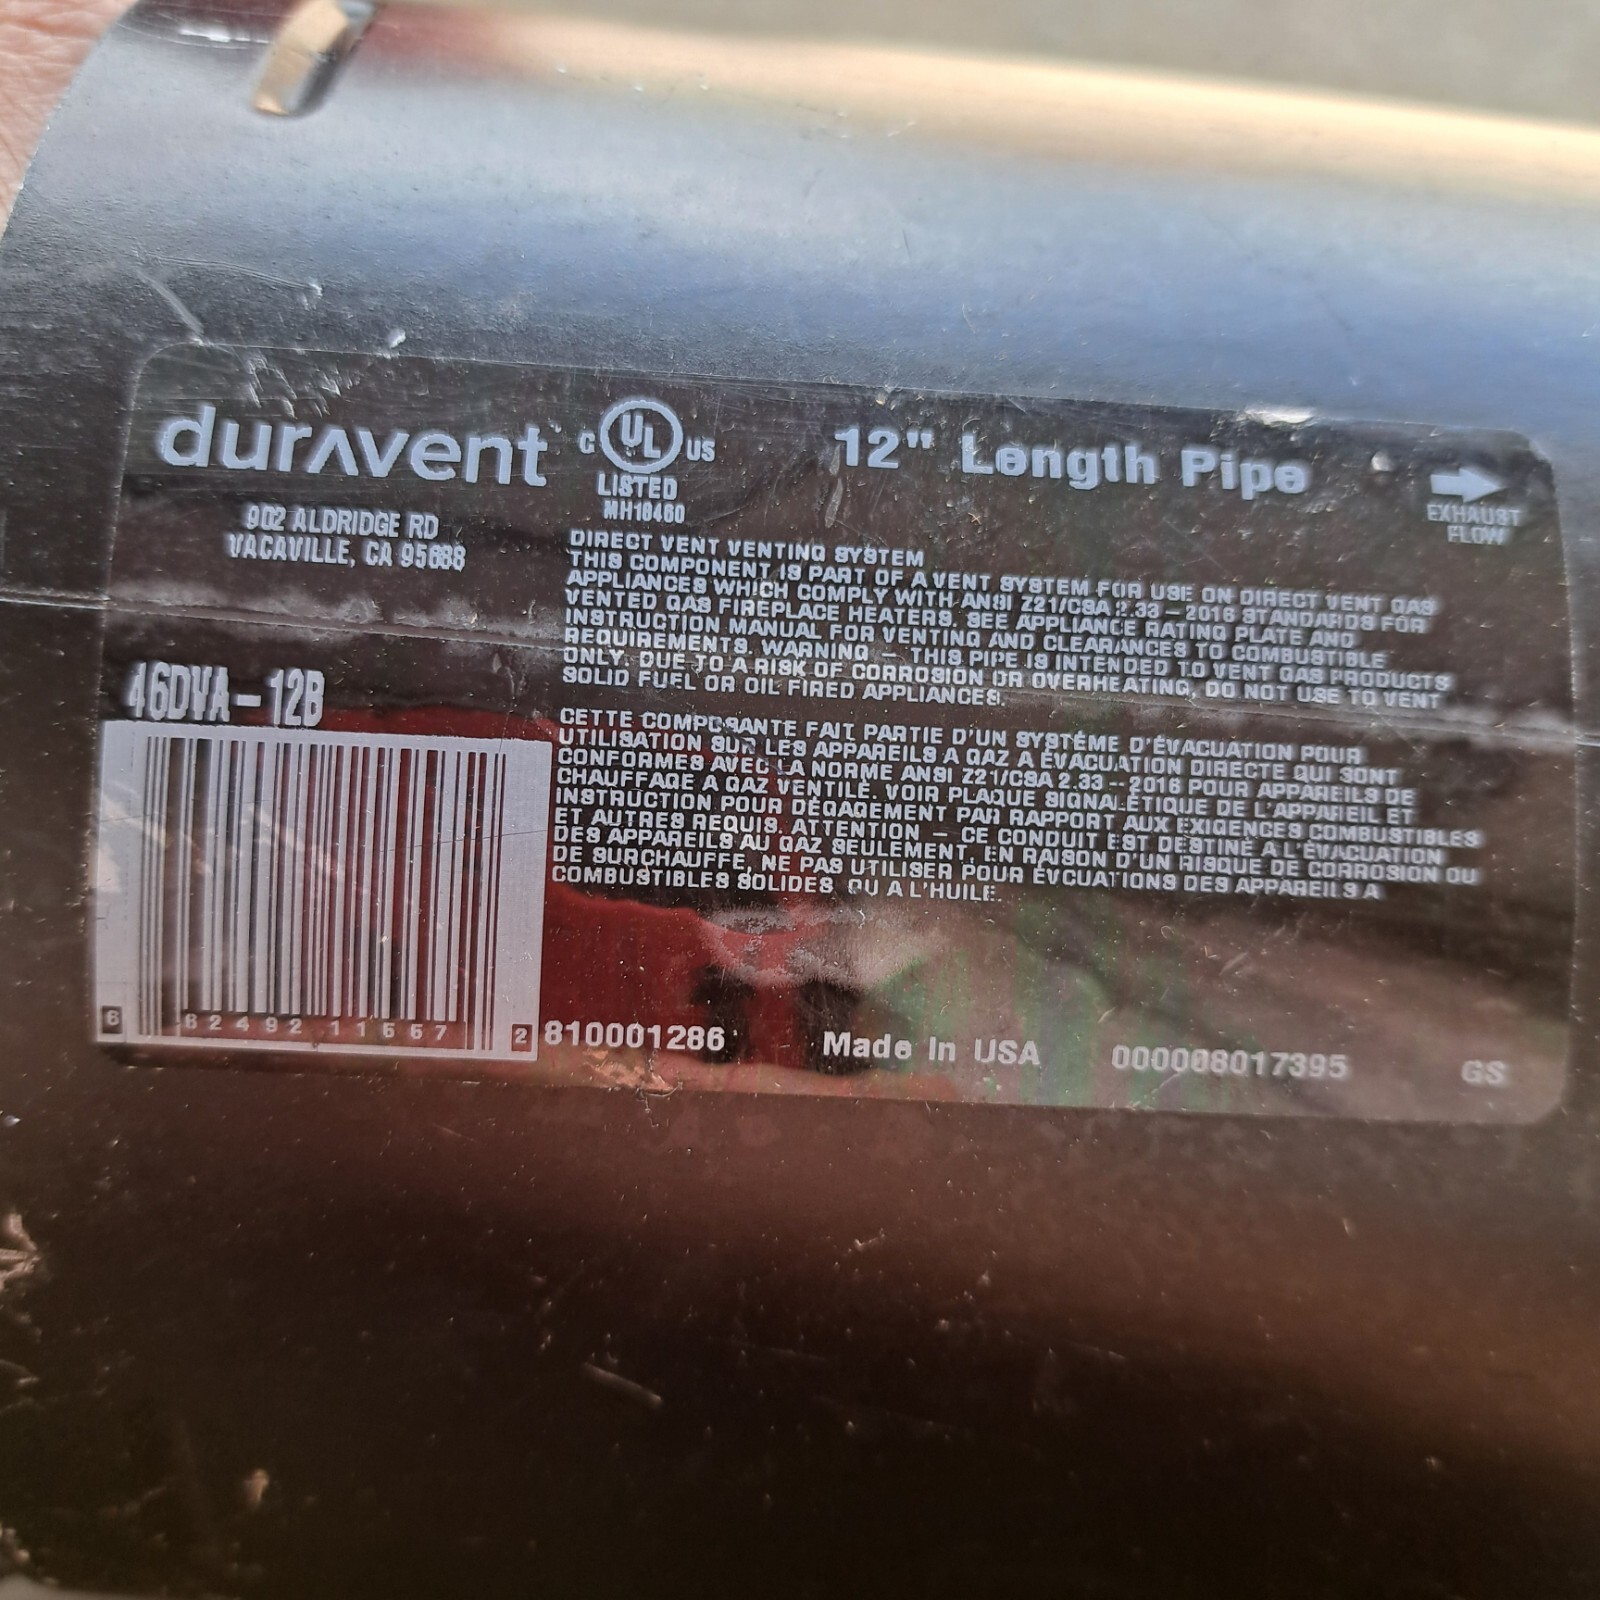 duravent
C UL US
LISTED
MH18460
12" Length Pipe
EXHAUST
FLOW
902 ALDRIDGE RD
VACAVILLE, CA 95688
DIRECT VENT VENTING SYSTEM
THIS COMPONENT IS PART OF A VENT SYSTEM FOR USE ON DIRECT VENT GAS
APPLIANCES WHICH COMPLY WITH ANSI Z21/CSA 2.33 – 2016 STANDARDS FOR
VENTED GAS FIREPLACE HEATERS. SEE APPLIANCE RATING PLATE AND
INSTRUCTION MANUAL FOR VENTING AND CLEARANCES TO COMBUSTIBLE
REQUIREMENTS. WARNING – THIS PIPE IS INTENDED TO VENT GAS PRODUCTS
ONLY. DUE TO A RISK OF CORROSION OR OVERHEATING, DO NOT USE TO VENT
SOLID FUEL OR OIL FIRED APPLIANCES.
CETTE COMPOSANTE FAIT PARTIE D'UN SYSTÈME D'ÉVACUATION POUR
UTILISATION SUR LES APPAREILS A GAZ A ÉVACUATION DIRECTE QUI SONT
CONFORMES AVEC LA NORME ANSI Z21/CSA 2.33 – 2016 POUR APPAREILS DE
CHAUFFAGE A GAZ VENTILÉ. VOIR PLAQUE SIGNALÉTIQUE DE L'APPAREIL ET
INSTRUCTION POUR DÉGAGEMENT PAR RAPPORT AUX EXIGENCES COMBUSTIBLES
ET AUTRES REQUIS. ATTENTION – CE CONDUIT EST DESTINÉ A L'ÉVACUATION
DES APPAREILS AU GAZ SEULEMENT. EN RAISON D'UN RISQUE DE CORROSION OU
DE SURCHAUFFE, NE PAS UTILISER POUR ÉVCUATIONS DES APPAREILS A
COMBUSTIBLES SOLIDES OU A L'HUILE.
46DVA-12B
6 62492 11557 2
810001286
Made In USA
000008017395
GS